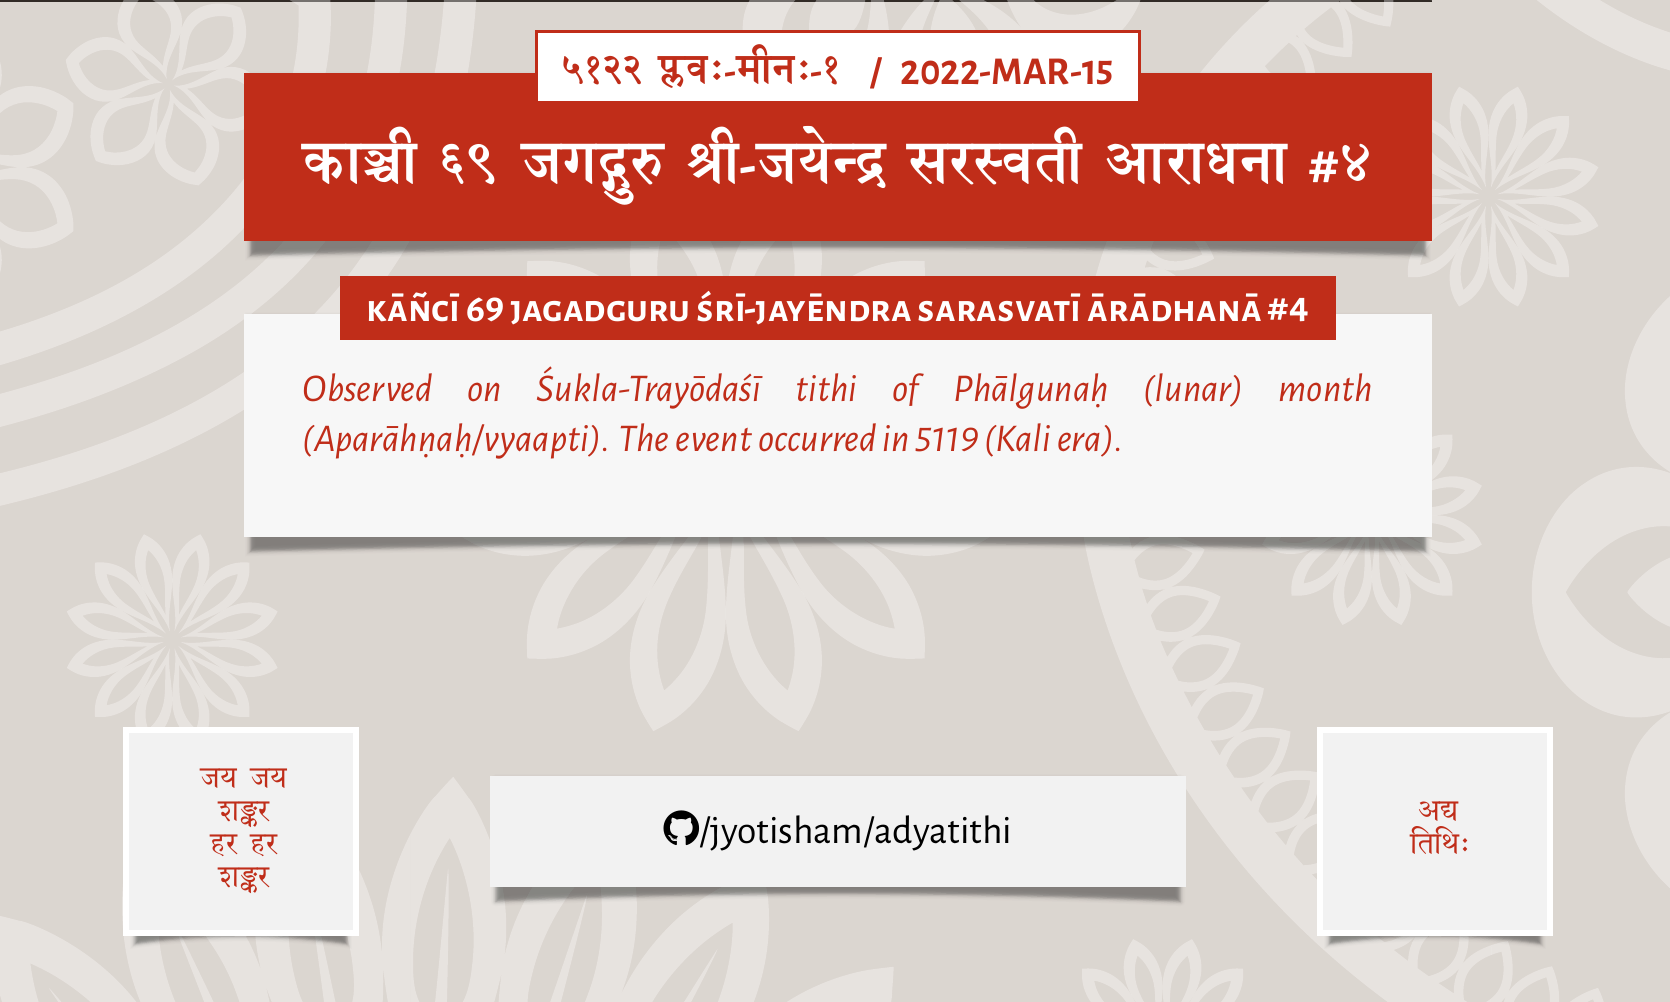 ५१२२ प्लवः-मीनः-१ / 2022-MAR-15
काञ्ची ६९ जगद्गुरु श्री-जयेन्द्र सरस्वती आराधना #४
KĀÑCĪ 69 JAGADGURU ŚRĪ-JAYĒNDRA SARASVATĪ ĀRĀDHANĀ #4
Observed on Śukla-Trayōdaśī tithi of Phālgunaḥ (lunar) month
(Aparāhṇaḥ/vyaapti). The event occurred in 5119 (Kali era).
जय जय
शङ्कर
हर हर
शङ्कर
/jyotisham/adyatithi
अद्य
तिथिः